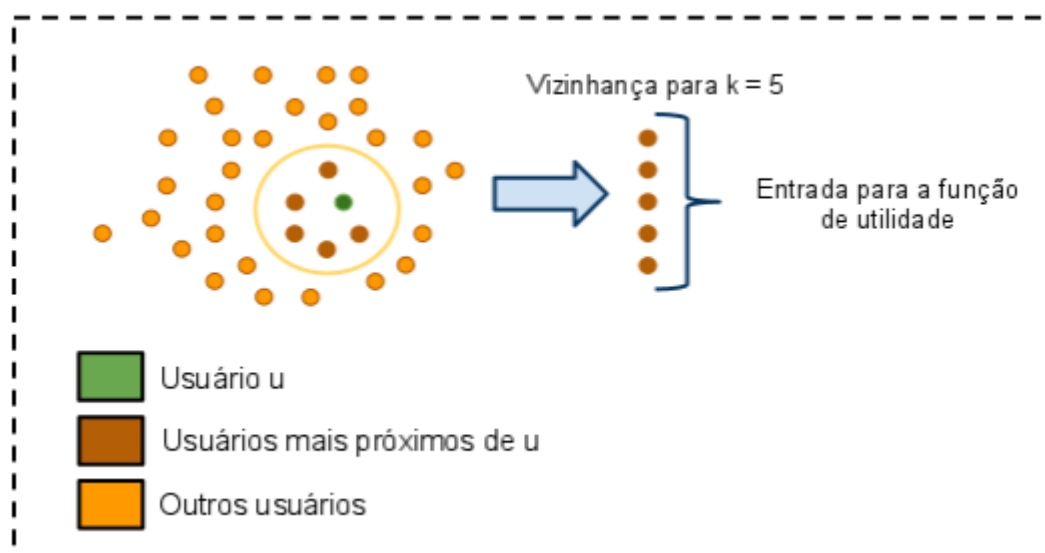 Vizinhança para k = 5
Entrada para a função
de utilidade
Usuário u
Usuários mais próximos de u
Outros usuários